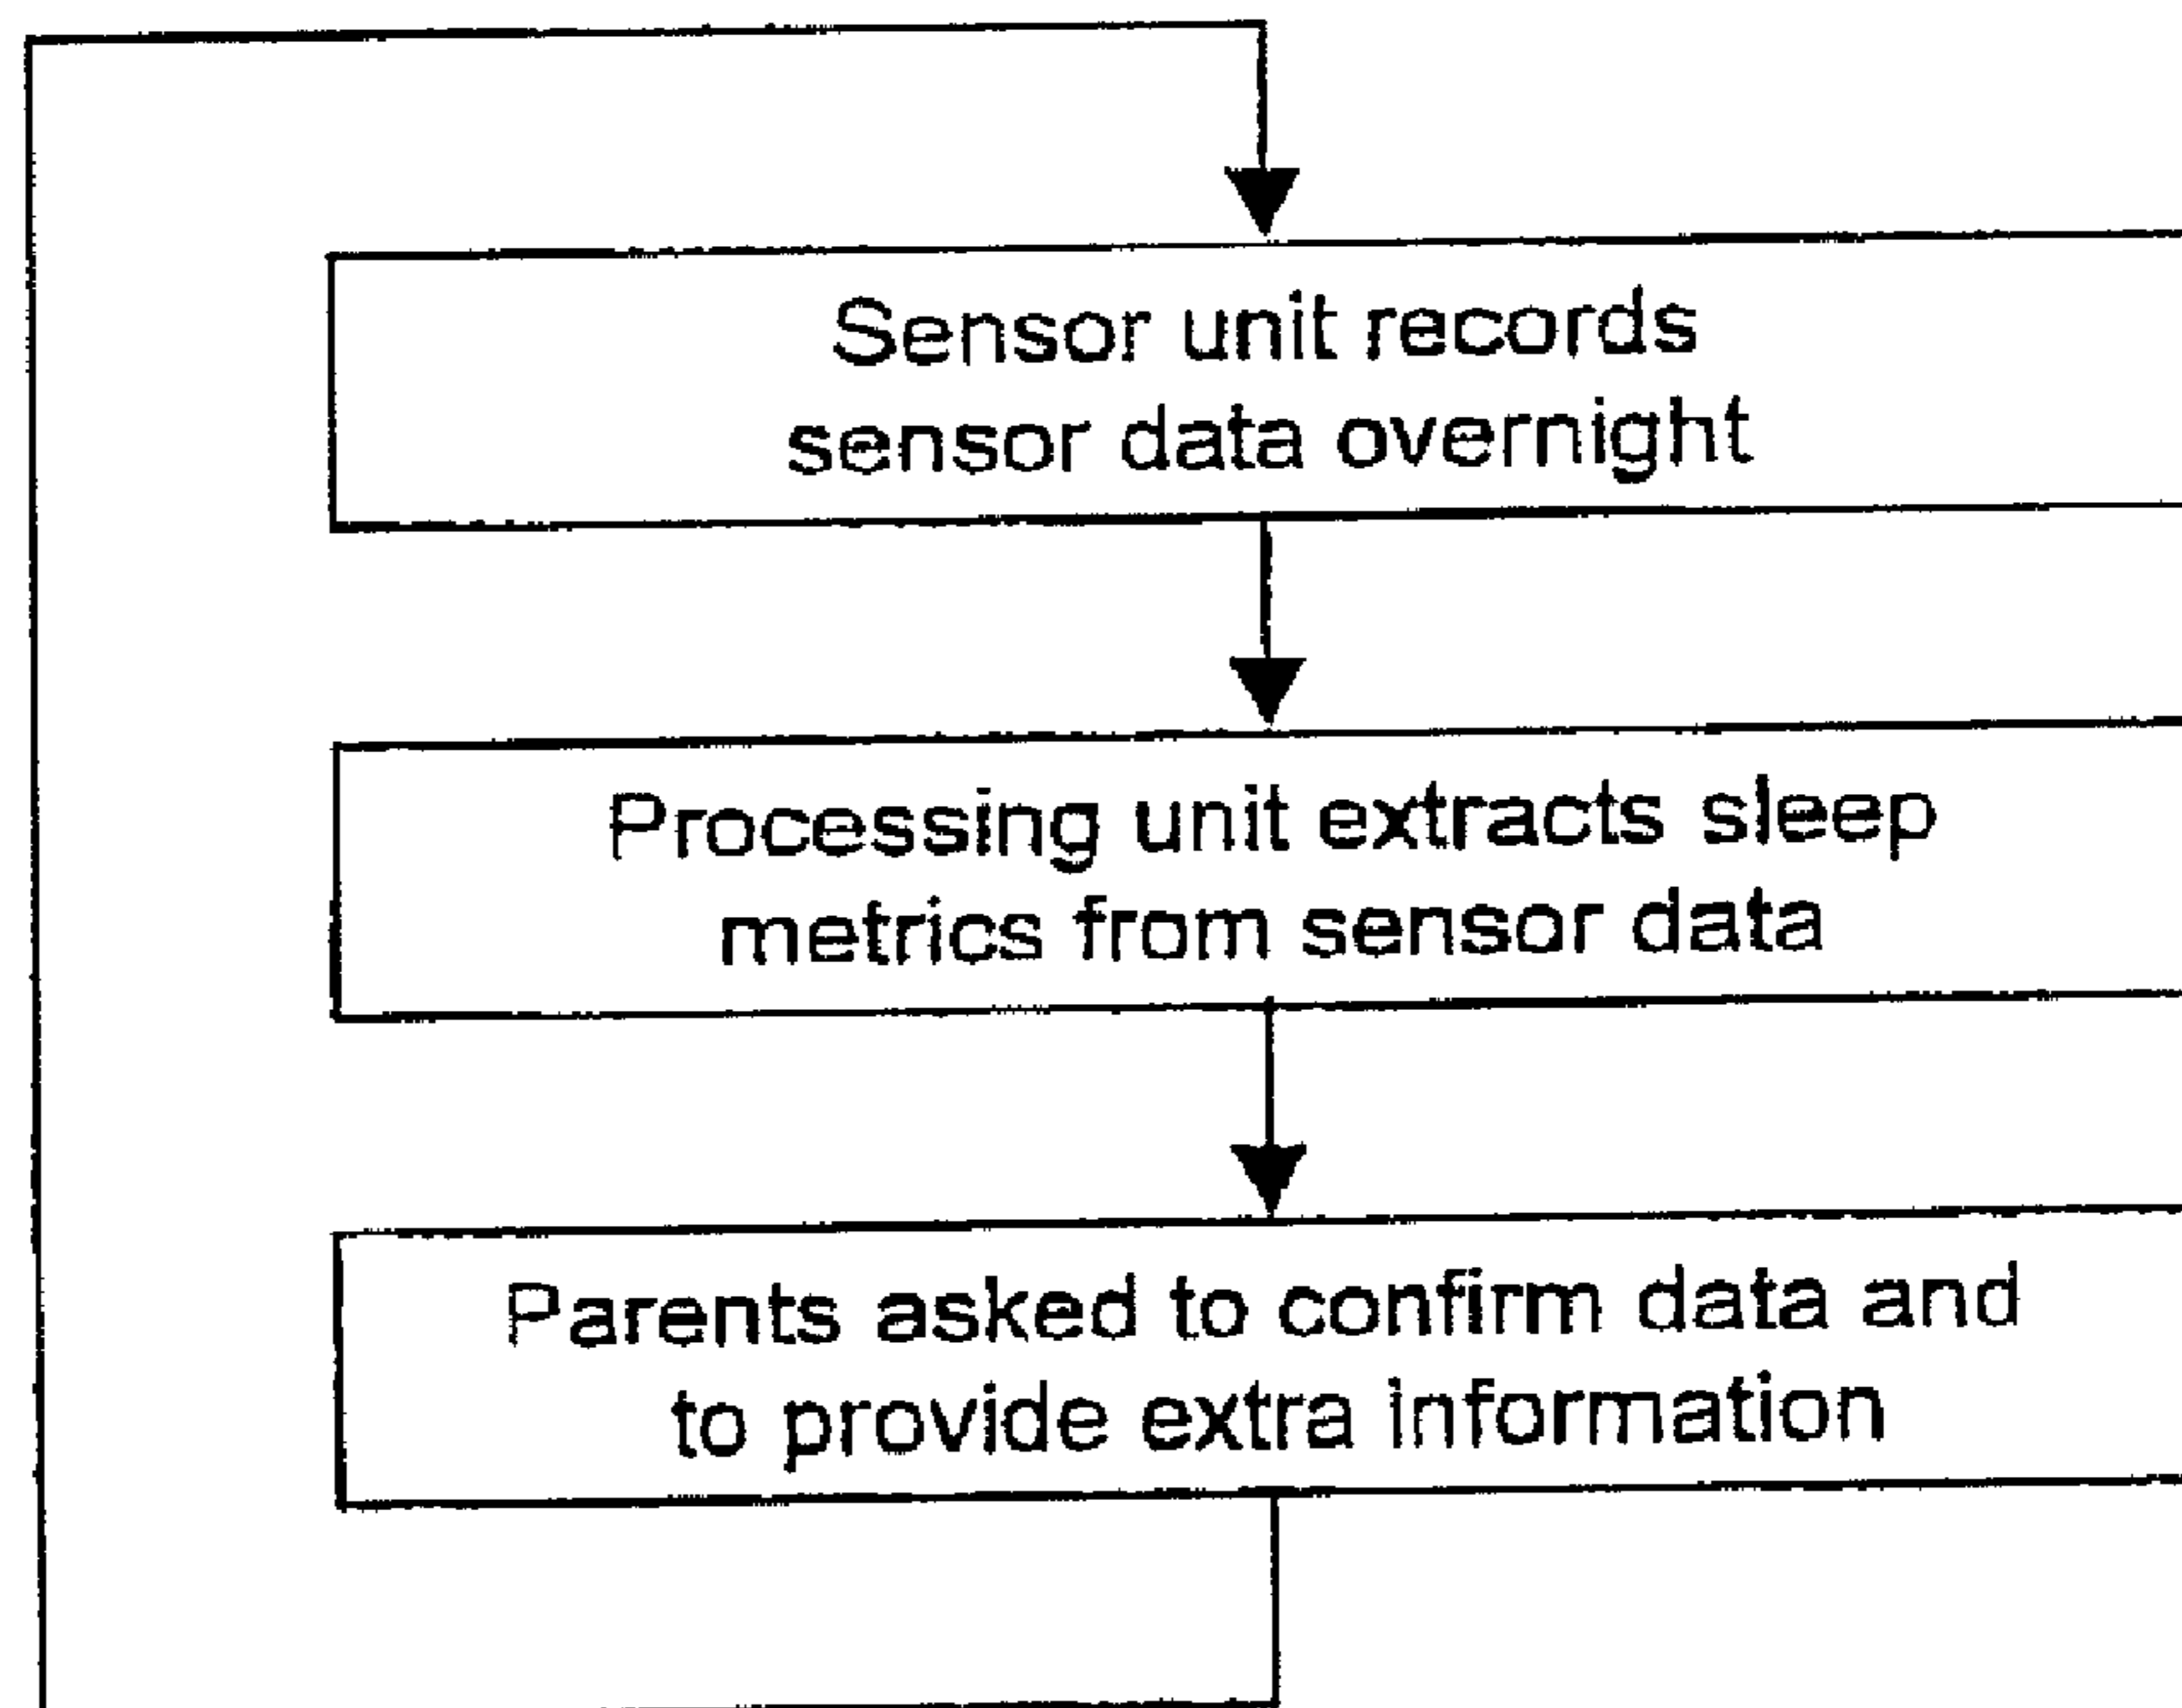 Sensor unit records
sensor data overnight
Processing unit extracts sleep
metrics from sensor data
Parents asked to confirm data and
to provide extra information